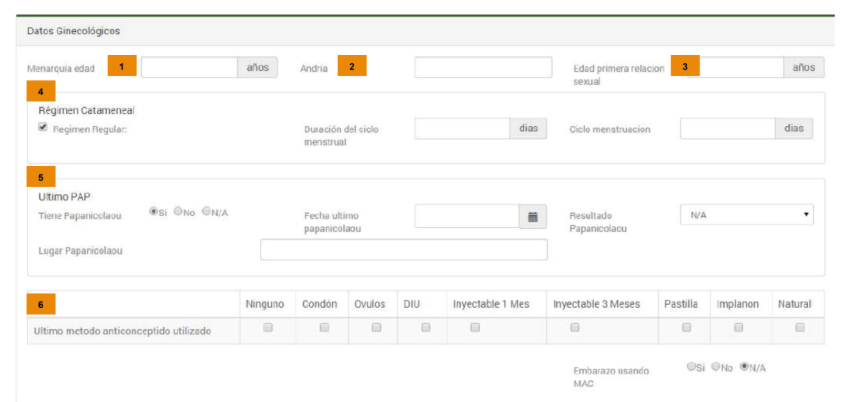 Datos Ginecológicos
Menarquia edad 1 años Andria 2 Edad primera relacion sexual 3 años
4
Régimen Catameneal
Regimen Regular: Duración del ciclo menstrual dias Ciclo menstruacion dias
5
Ultimo PAP
Tiene Papanicolaou Si No N/A Fecha ultimo papanicolaou Resultado Papanicolaou N/A
Lugar Papanicolaou
6 Ninguno Condón Ovulos DIU Inyectable 1 Mes Inyectable 3 Meses Pastilla Implanon Natural
Ultimo metodo anticonceptido utilizado
Embarazo usando MAC Si No N/A